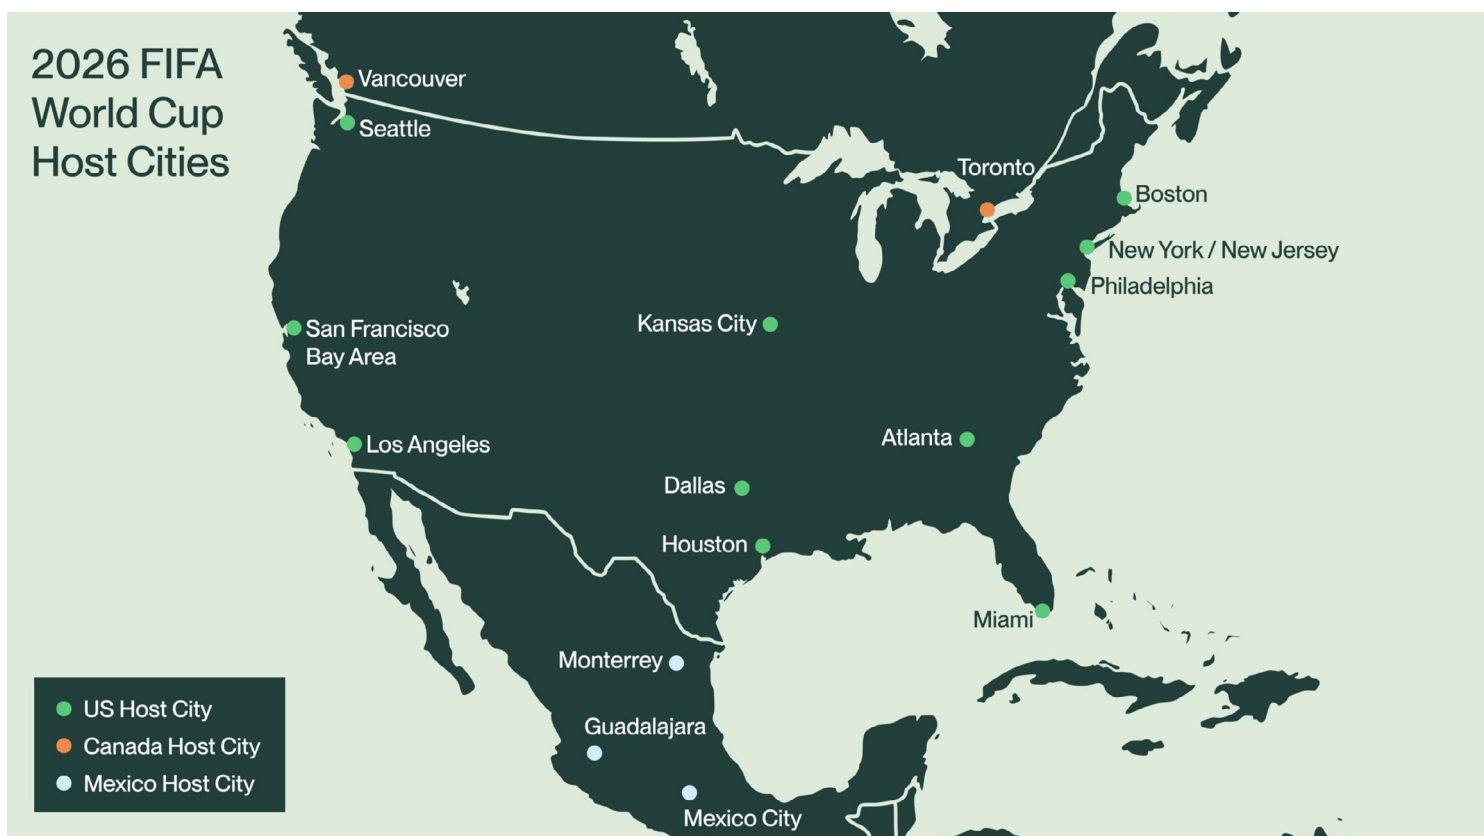 2026 FIFA
World Cup
Host Cities
Vancouver
Seattle
Toronto
Boston
New York / New Jersey
Philadelphia
San Francisco
Bay Area
Kansas City
Los Angeles
Atlanta
Dallas
Houston
Miami
Monterrey
Guadalajara
Mexico City
US Host City
Canada Host City
Mexico Host City